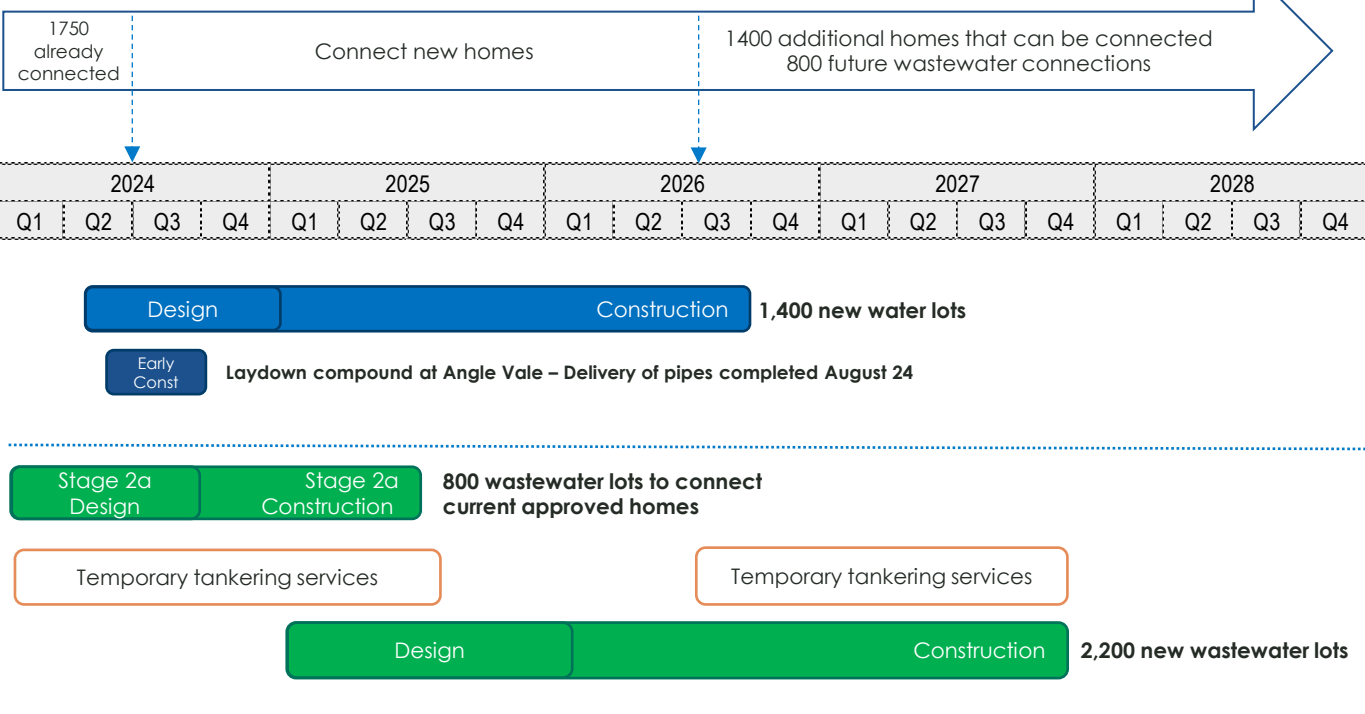 1750
already
connected
Connect new homes
1400 additional homes that can be connected
800 future wastewater connections
2024 2025 2026 2027 2028
Q1 Q2 Q3 Q4 Q1 Q2 Q3 Q4 Q1 Q2 Q3 Q4 Q1 Q2 Q3 Q4 Q1 Q2 Q3 Q4
Design Construction 1,400 new water lots
Early
Const
Laydown compound at Angle Vale – Delivery of pipes completed August 24
Stage 2a
Design
Stage 2a
Construction
800 wastewater lots to connect
current approved homes
Temporary tankering services Temporary tankering services
Design Construction 2,200 new wastewater lots